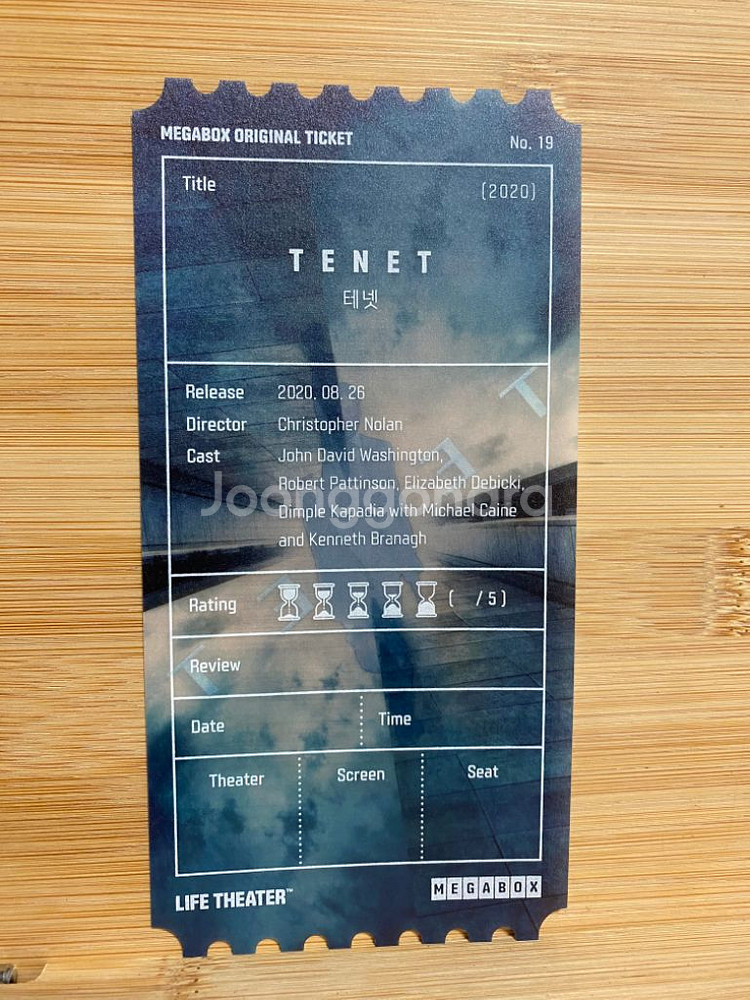 MEGABOX ORIGINAL TICKET No. 19
Title (2020)
TENET
테넷
Release 2020. 08. 26
Director Christopher Nolan
Cast John David Washington,
Robert Pattinson, Elizabeth Debicki,
Dimple Kapadia with Michael Caine
and Kenneth Branagh
Joonggonara
Rating ( /5)
Review
Date Time
Theater Screen Seat
LIFE THEATER™ MEGABOX